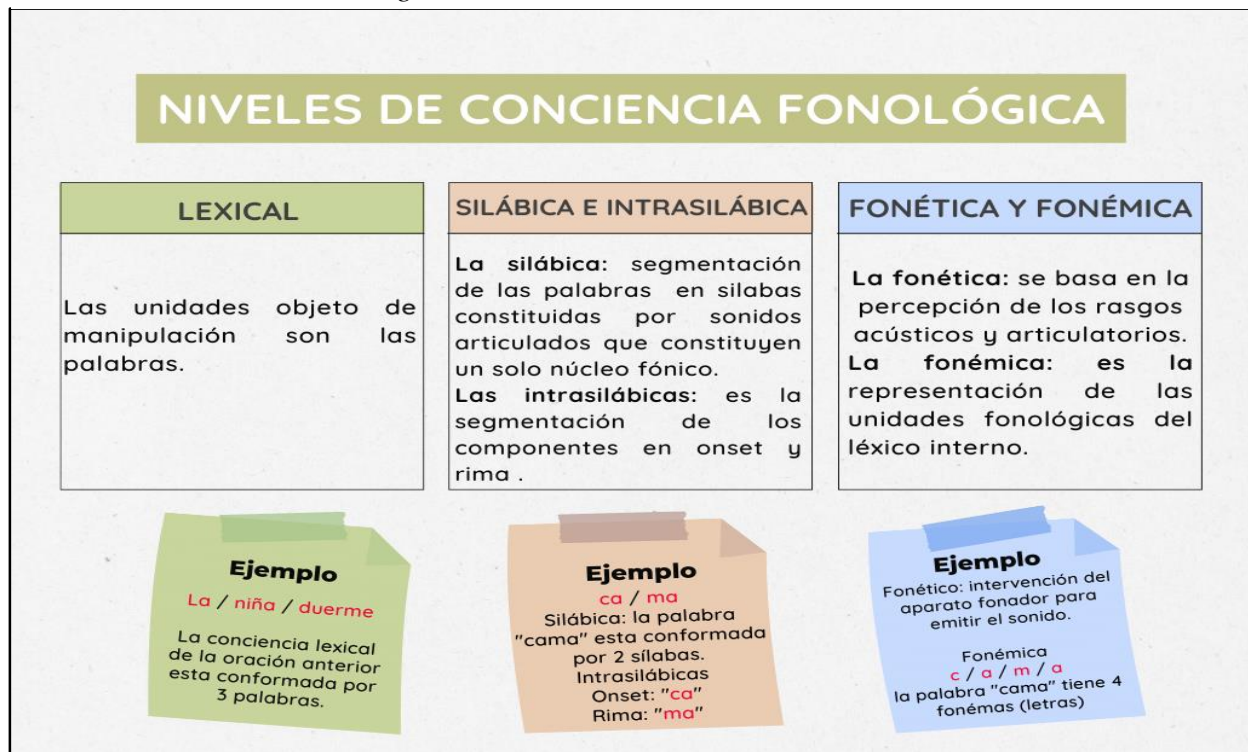 NIVELES DE CONCIENCIA FONOLÓGICA
LEXICAL
Las unidades objeto de
manipulación son las
palabras.
SILÁBICA E INTRASILÁBICA
La silábica: segmentación
de las palabras en silabas
constituidas por sonidos
articulados que constituyen
un solo núcleo fónico.
Las intrasilábicas: es la
segmentación de los
componentes en onset y
rima .
FONÉTICA Y FONÉMICA
La fonética: se basa en la
percepción de los rasgos
acústicos y articulatorios.
La fonémica: es la
representación de las
unidades fonológicas del
léxico interno.
Ejemplo
La / niña / duerme
La conciencia lexical
de la oración anterior
esta conformada por
3 palabras.
Ejemplo
ca / ma
Silábica: la palabra
"cama" esta conformada
por 2 sílabas.
Intrasilábicas
Onset: "ca"
Rima: "ma"
Ejemplo
Fonético: intervención del
aparato fonador para
emitir el sonido.
Fonémica
c / a / m / a
la palabra "cama" tiene 4
fonémas (letras)